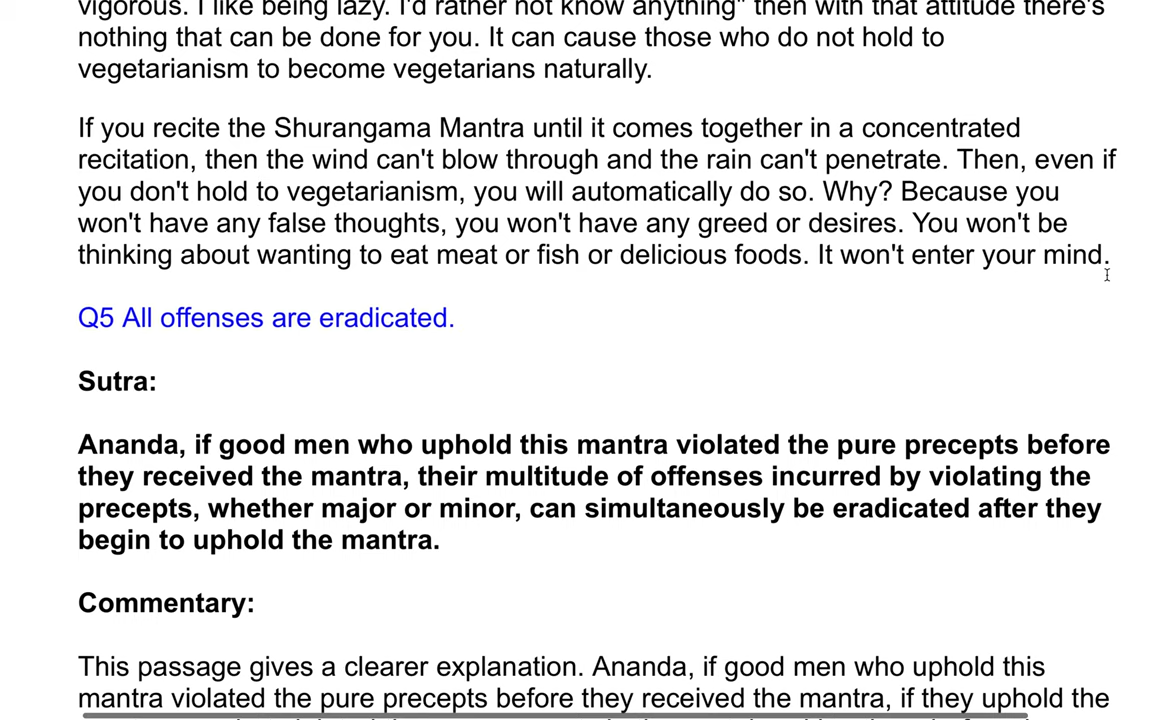 vigorous. I like being lazy. I'd rather not know anything" then with that attitude there's
nothing that can be done for you. It can cause those who do not hold to
vegetarianism to become vegetarians naturally.
If you recite the Shurangama Mantra until it comes together in a concentrated
recitation, then the wind can't blow through and the rain can't penetrate. Then, even if
you don't hold to vegetarianism, you will automatically do so. Why? Because you
won't have any false thoughts, you won't have any greed or desires. You won't be
thinking about wanting to eat meat or fish or delicious foods. It won't enter your mind.
Q5 All offenses are eradicated.
Sutra:
Ananda, if good men who uphold this mantra violated the pure precepts before
they received the mantra, their multitude of offenses incurred by violating the
precepts, whether major or minor, can simultaneously be eradicated after they
begin to uphold the mantra.
Commentary:
This passage gives a clearer explanation. Ananda, if good men who uphold this
mantra violated the pure precepts before they received the mantra, if they uphold the